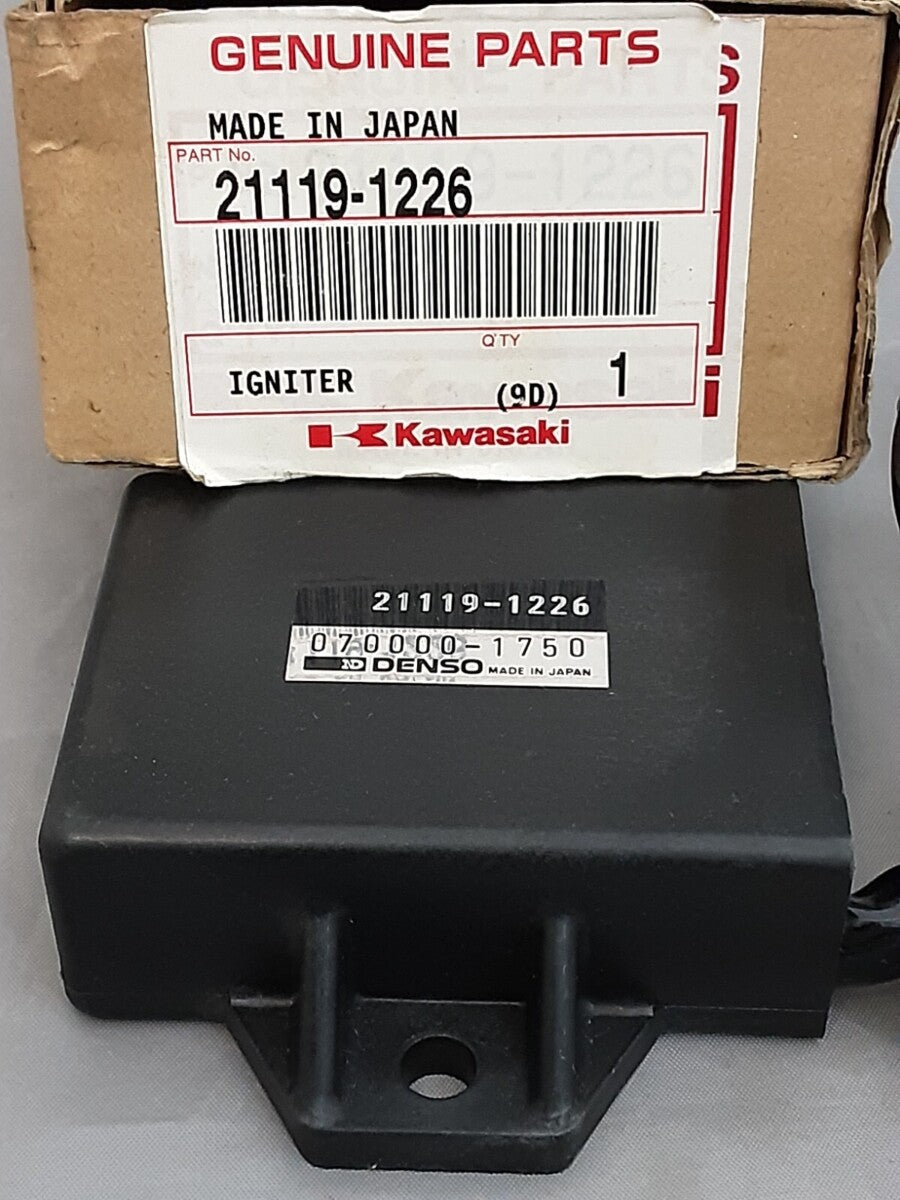 GENUINE PARTS
MADE IN JAPAN
PART No.
21119-1226
Q'TY
IGNITER (9D) 1
Kawasaki
21119-1226
070000-1750
ND DENSO MADE IN JAPAN